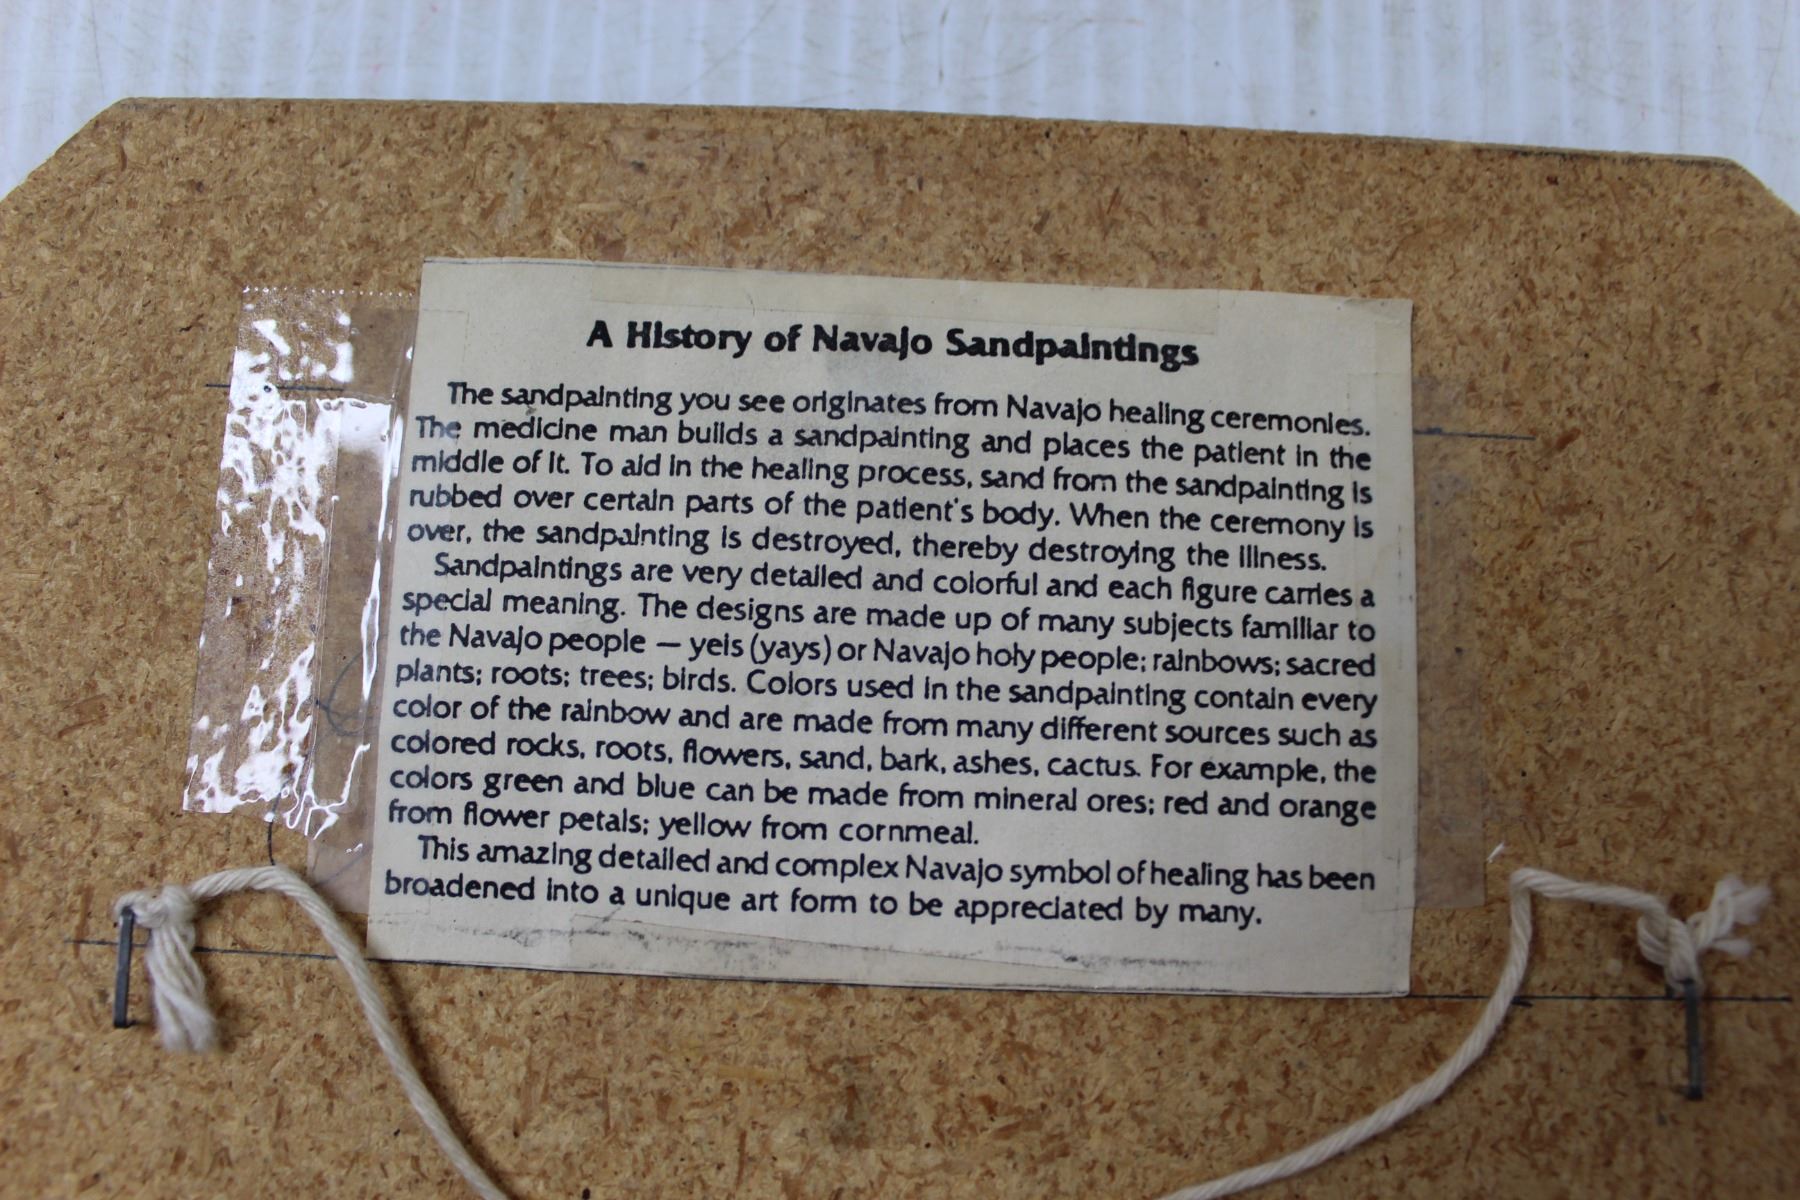 A History of Navajo Sandpaintings
The sandpainting you see originates from Navajo healing ceremonies.
The medicine man builds a sandpainting and places the patient in the
middle of it. To aid in the healing process, sand from the sandpainting is
rubbed over certain parts of the patient's body. When the ceremony is
over, the sandpainting is destroyed, thereby destroying the illness.
Sandpaintings are very detailed and colorful and each figure carries a
special meaning. The designs are made up of many subjects familiar to
the Navajo people — yeis (yays) or Navajo holy people; rainbows; sacred
plants; roots; trees; birds. Colors used in the sandpainting contain every
color of the rainbow and are made from many different sources such as
colored rocks, roots, flowers, sand, bark, ashes, cactus. For example, the
colors green and blue can be made from mineral ores; red and orange
from flower petals; yellow from cornmeal.
This amazing detailed and complex Navajo symbol of healing has been
broadened into a unique art form to be appreciated by many.